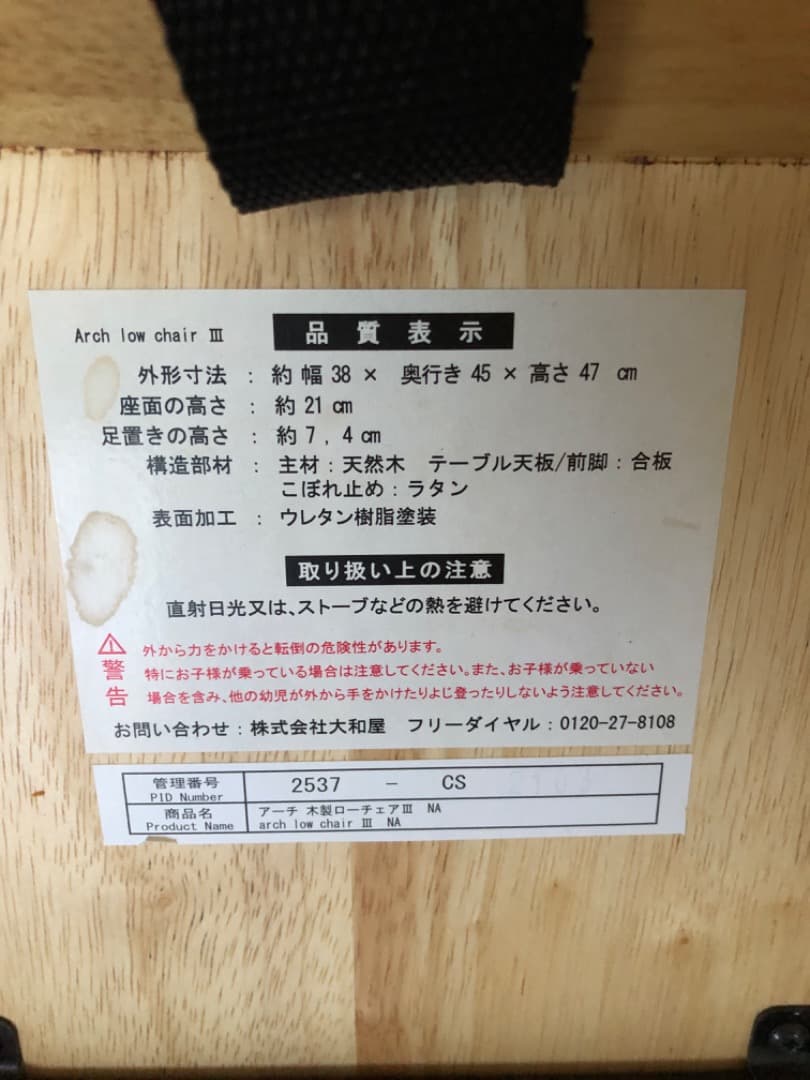 Arch low chair Ⅲ 品質表示
外形寸法 : 約 幅 38 × 奥行き 45 × 高さ 47 cm
座面の高さ : 約 21 cm
足置きの高さ : 約 7 , 4 cm
構造部材 : 主材 : 天然木 テーブル天板/前脚 : 合板
こぼれ止め : ラタン
表面加工 : ウレタン樹脂塗装
取り扱い上の注意
直射日光又は、ストーブなどの熱を避けてください。
警告
外から力をかけると転倒の危険性があります。
特にお子様が乗っている場合は注意してください。また、お子様が乗っていない
場合を含み、他の幼児が外から手をかけたりよじ登ったりしないよう注意してください。
お問い合わせ : 株式会社大和屋 フリーダイヤル : 0120-27-8108
管理番号
PID Number
2537 - CS
商品名
Product Name
アーチ 木製ローチェアⅢ NA
arch low chair Ⅲ NA